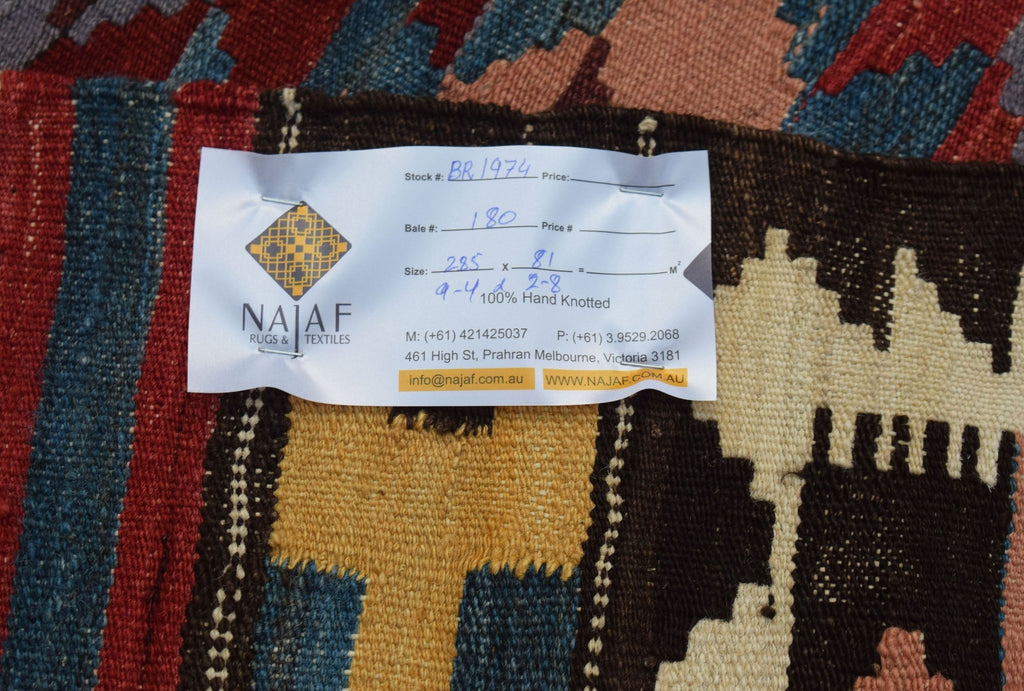 NAJAF
RUGS & TEXTILES
Stock #: BR1974 Price:
Bale #: 180 Price #
Size: 285 X 81 = M²
9-4 x 2-8
100% Hand Knotted
M: (+61) 421425037 P: (+61) 3.9529.2068
461 High St, Prahran Melbourne, Victoria 3181
info@najaf.com.au WWW.NAJAF.COM.AU